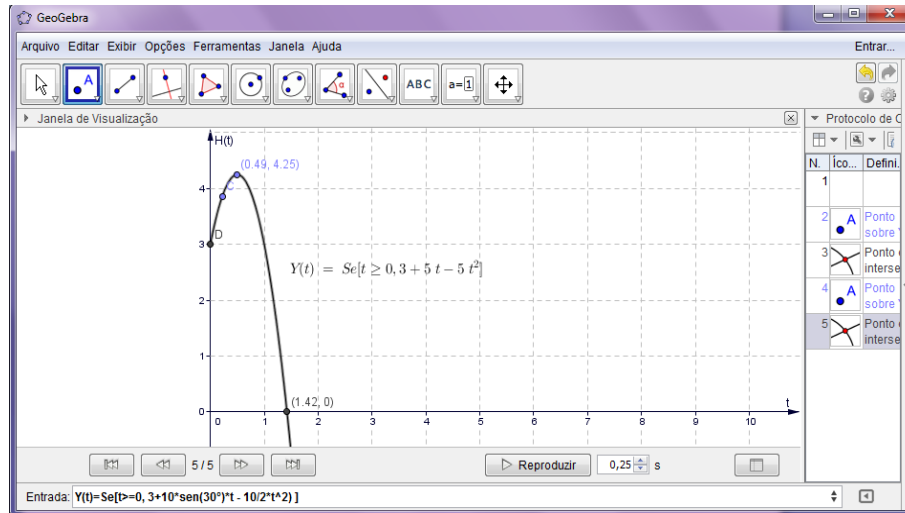 GeoGebra
Arquivo Editar Exibir Opções Ferramentas Janela Ajuda
Entrar...
A
α
ABC
a=1
Janela de Visualização
Protocolo de C
N. Íco... Defini.
1
2 A Ponto
sobre
3 Ponto
interse
4 A Ponto
sobre
5 Ponto
interse
H(t)
(0.49, 4.25)
C
4
D
3
Y(t) = Se[t ≥ 0, 3 + 5 t − 5 t²]
2
1
(1.42, 0)
t
0
0 1 2 3 4 5 6 7 8 9 10
5 / 5
Reproduzir
0,25 s
Entrada: Y(t)=Se[t>=0, 3+10*sen(30º)*t - 10/2*t^2) ]